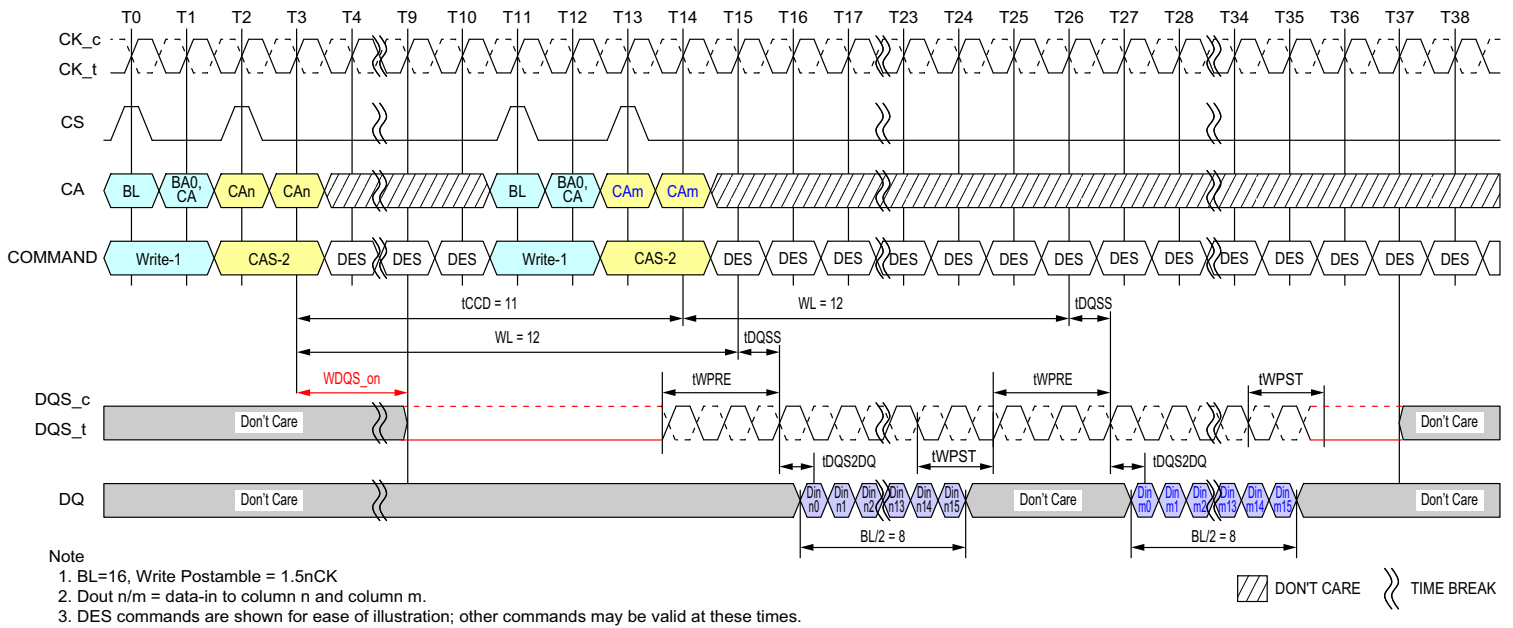 T0 T1 T2 T3 T4 T9 T10 T11 T12 T13 T14 T15 T16 T17 T23 T24 T25 T26 T27 T28 T34 T35 T36 T37 T38
CK_c
CK_t
CS
CA BL BA0, CA CAn CAn BL BA0, CA CAm CAm
COMMAND Write-1 CAS-2 DES DES DES Write-1 CAS-2 DES DES DES DES DES DES DES DES DES DES DES DES DES DES
tCCD = 11 WL = 12 tDQSS
WL = 12 tDQSS
WDQS_on tWPRE tWPRE tWPST
DQS_c
DQS_t Don't Care Don't Care
tDQS2DQ tWPST tDQS2DQ
DQ Don't Care Din n0 Din n1 Din n2 Din n13 Din n14 Din n15 Don't Care Din m0 Din m1 Din m2 Din m13 Din m14 Din m15 Don't Care
BL/2 = 8 BL/2 = 8
Note
1. BL=16, Write Postamble = 1.5nCK
2. Dout n/m = data-in to column n and column m.
3. DES commands are shown for ease of illustration; other commands may be valid at these times.
DON'T CARE TIME BREAK